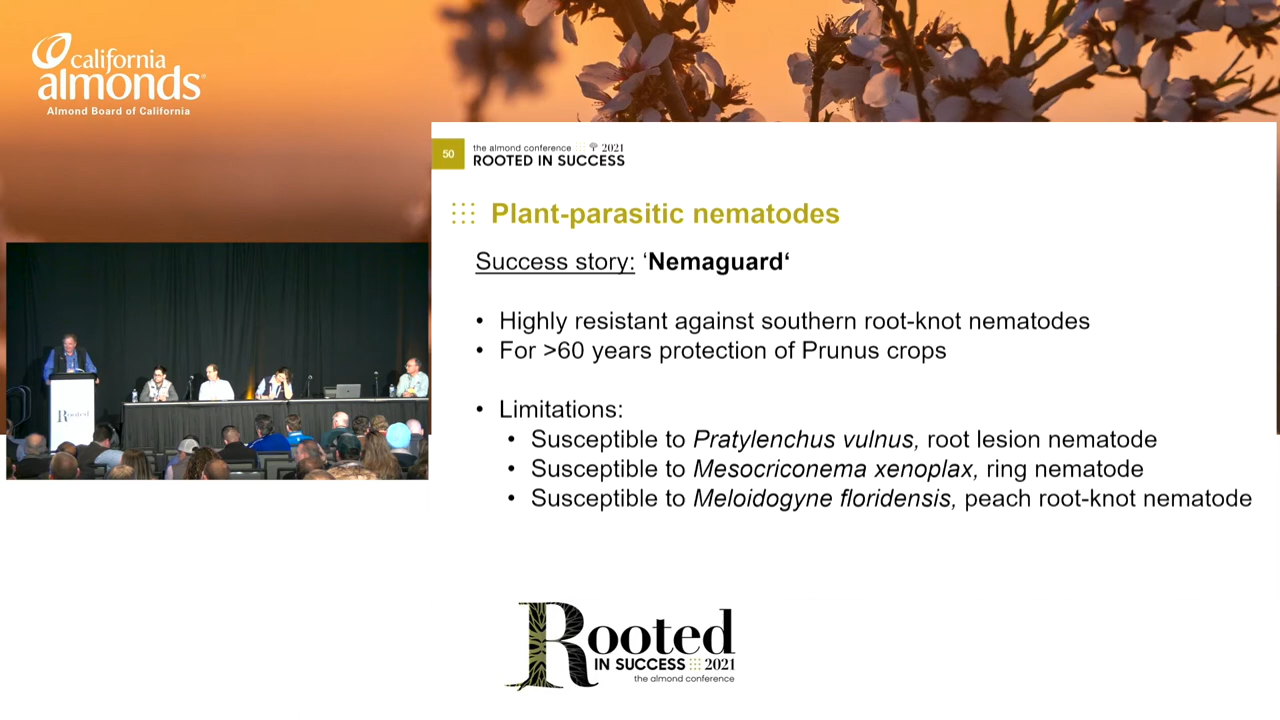 california
almonds®
Almond Board of California
50
the almond conference 2021
ROOTED IN SUCCESS
Plant-parasitic nematodes
Success story: ‘Nemaguard‘
• Highly resistant against southern root-knot nematodes
• For >60 years protection of Prunus crops
• Limitations:
• Susceptible to Pratylenchus vulnus, root lesion nematode
• Susceptible to Mesocriconema xenoplax, ring nematode
• Susceptible to Meloidogyne floridensis, peach root-knot nematode
Rooted
Rooted
IN SUCCESS 2021
the almond conference